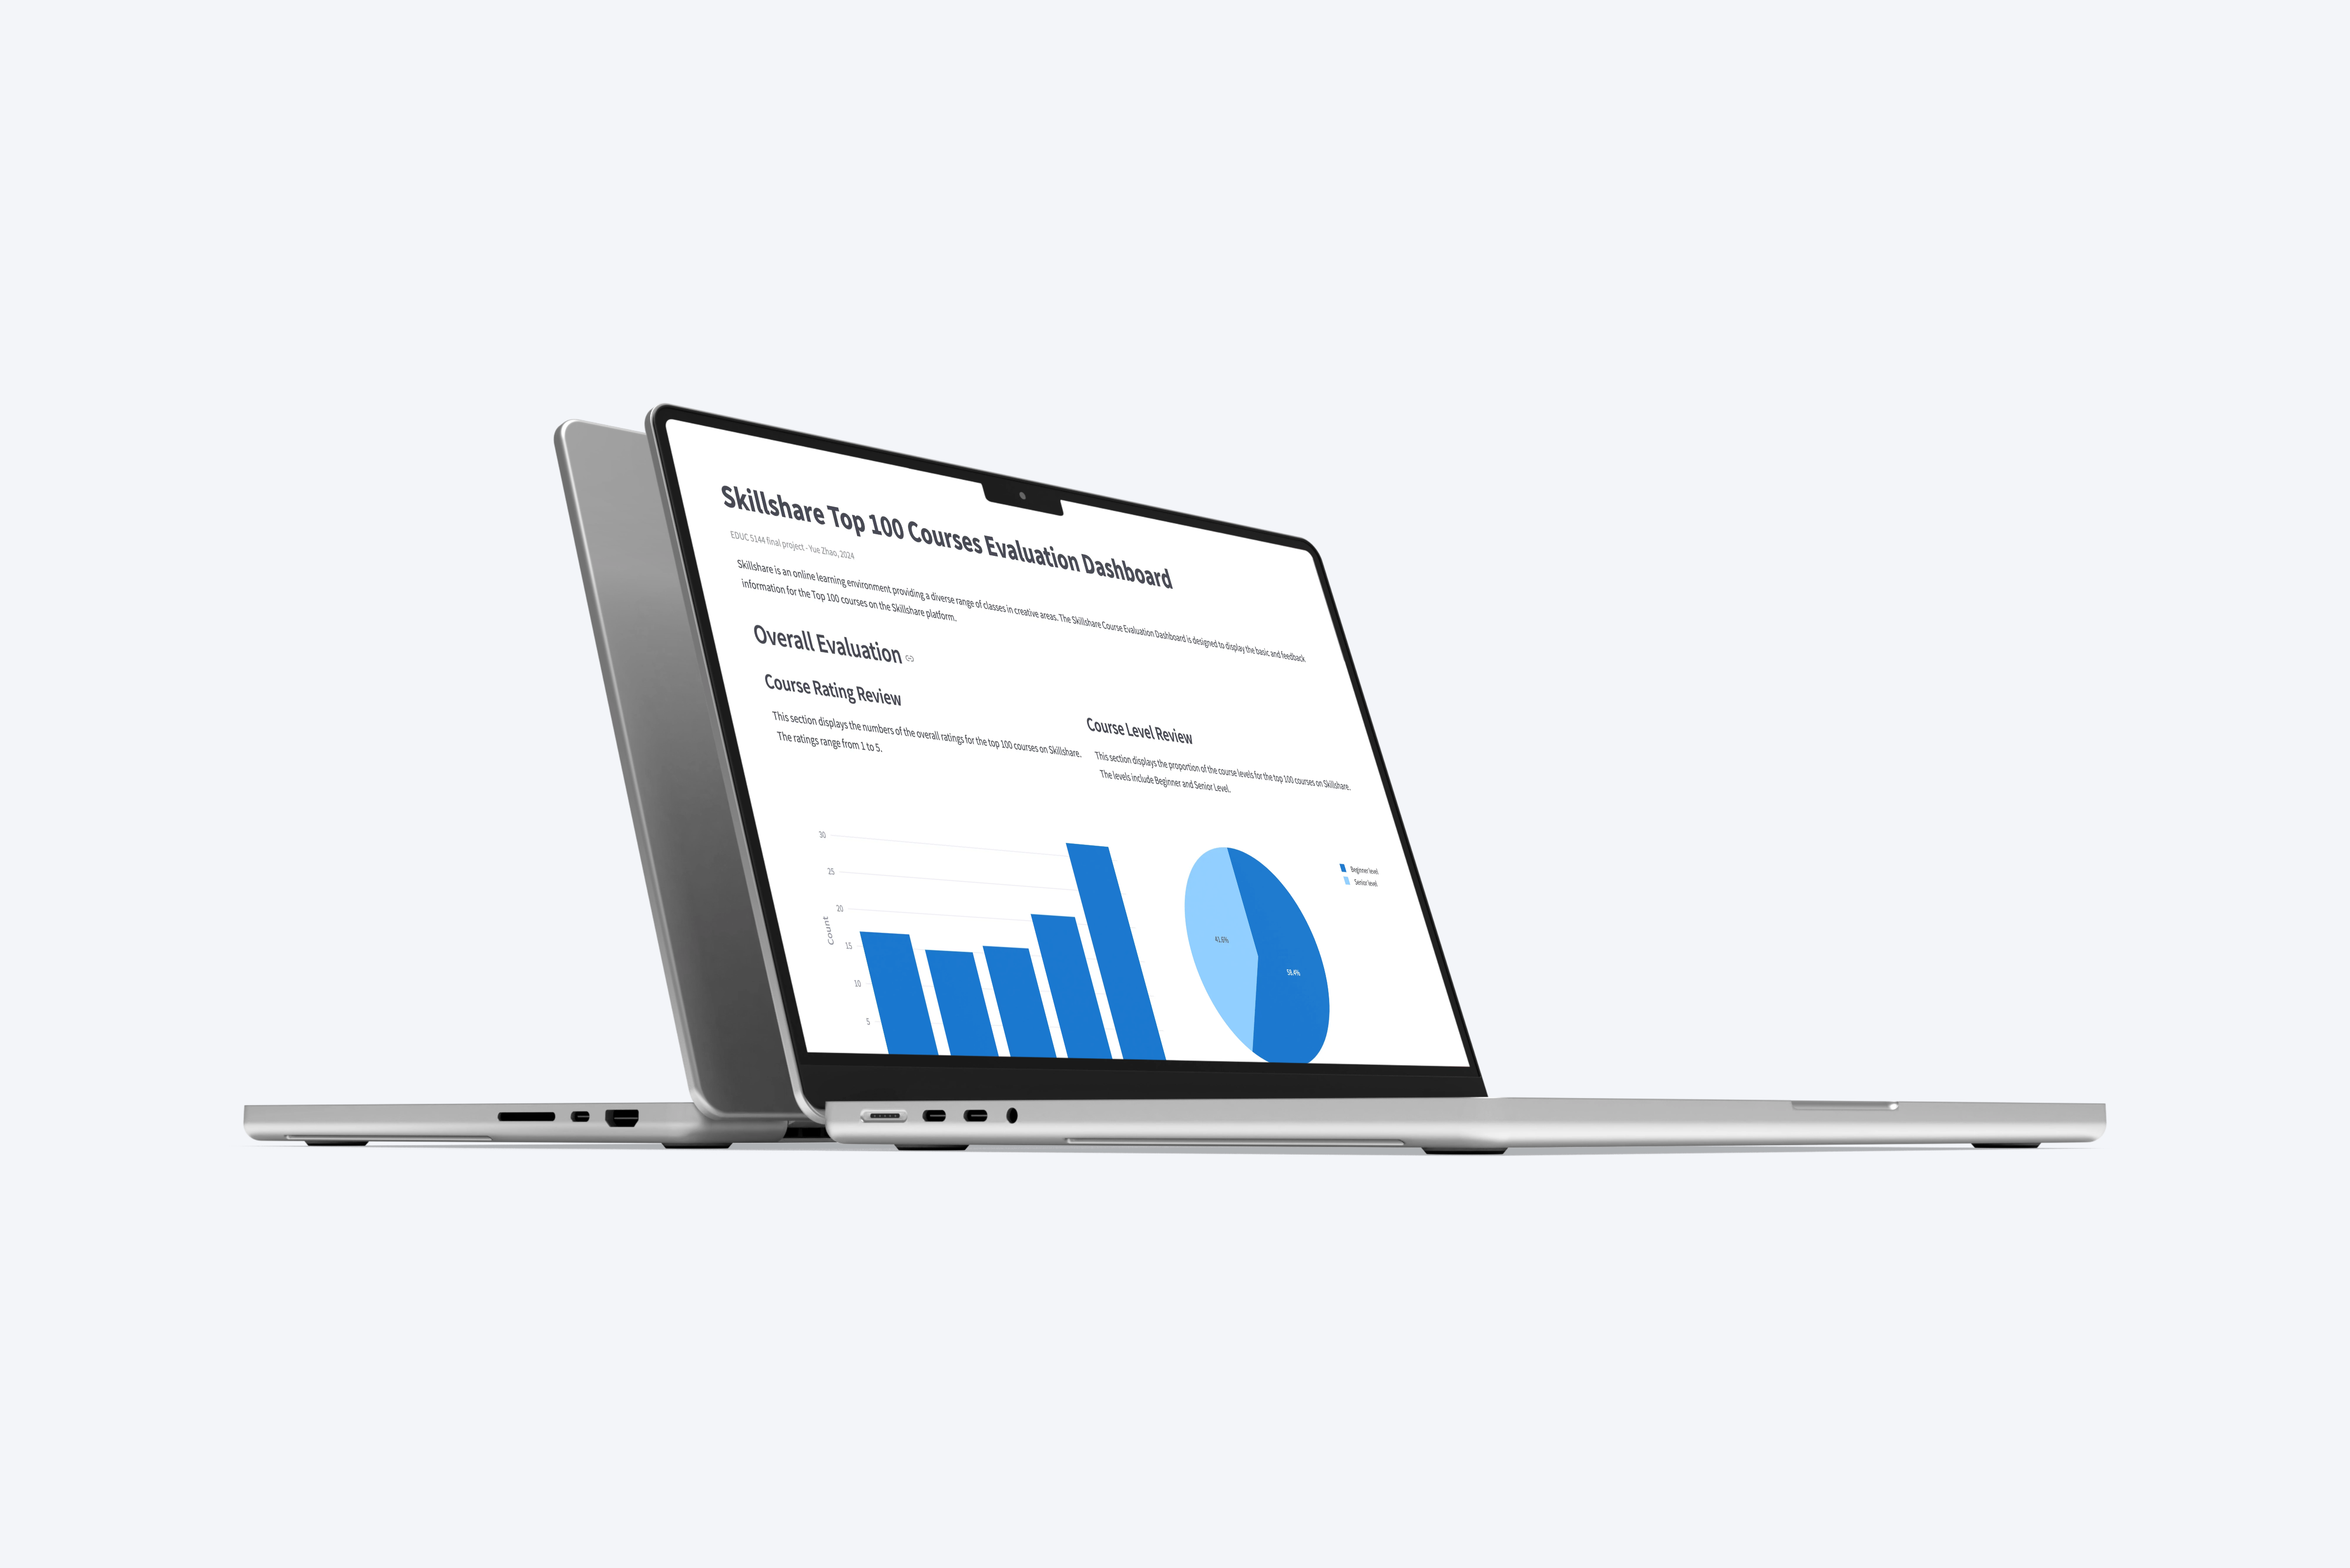 Skillshare Top 100 Courses Evaluation Dashboard
EDUC 5144 final project - Yue Zhao, 2024
Skillshare is an online learning environment providing a diverse range of classes in creative areas. The Skillshare Course Evaluation Dashboard is designed to display the basic and feedback
information for the Top 100 courses on the Skillshare platform.
Overall Evaluation
Course Rating Review
This section displays the numbers of the overall ratings for the top 100 courses on Skillshare.
The ratings range from 1 to 5.
Course Level Review
This section displays the proportion of the course levels for the top 100 courses on Skillshare.
The levels include Beginner and Senior Level.
30
25
20
15
10
5
Count
41.6%
58.4%
Beginner level
Senior level